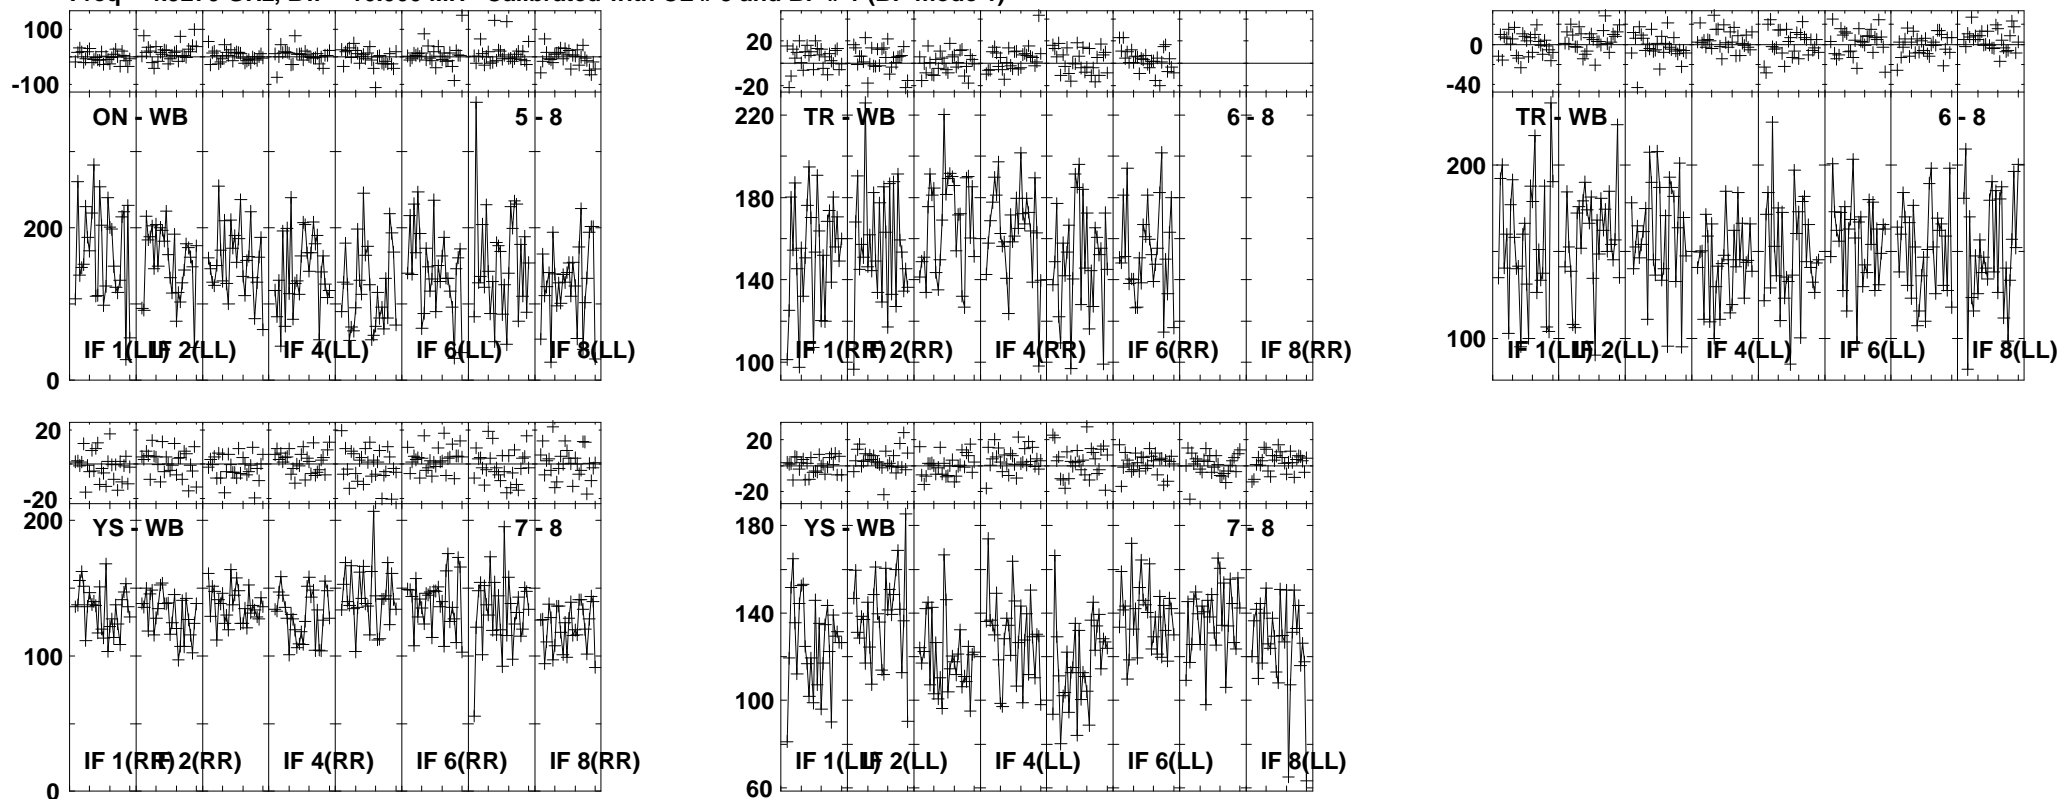 100
-100
ON - WB 5 - 8
200
IF 1(LL) IF 2(LL) IF 4(LL) IF 6(LL) IF 8(LL)
0
20
-20
TR - WB 6 - 8
220
180
140
100
IF 1(RR) IF 2(RR) IF 4(RR) IF 6(RR) IF 8(RR)
0
-40
TR - WB 6 - 8
200
100
IF 1(LL) IF 2(LL) IF 4(LL) IF 6(LL) IF 8(LL)
20
-20
YS - WB 7 - 8
200
100
IF 1(RR) IF 2(RR) IF 4(RR) IF 6(RR) IF 8(RR)
0
20
-20
YS - WB 7 - 8
180
140
100
IF 1(LL) IF 2(LL) IF 4(LL) IF 6(LL) IF 8(LL)
60